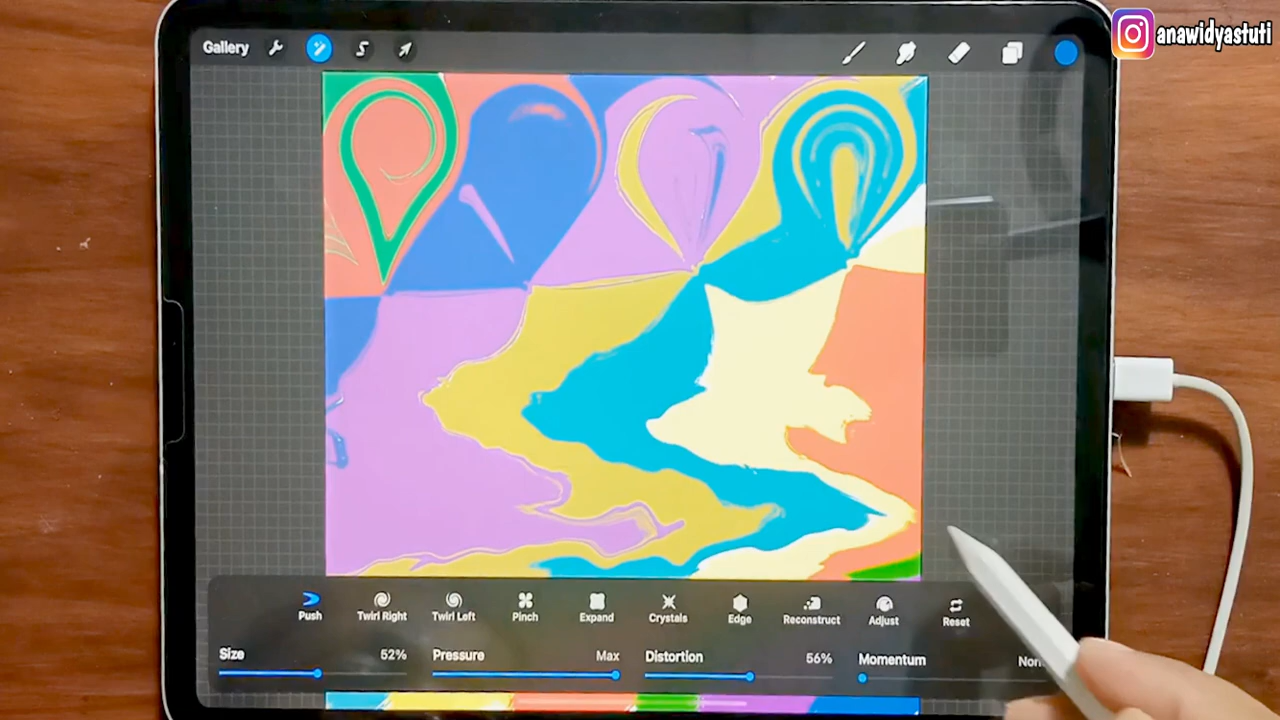 anawidyastuti
Gallery
Push
Twirl Right
Twirl Left
Pinch
Expand
Crystals
Edge
Reconstruct
Adjust
Reset
Size 52%
Pressure Max
Distortion 56%
Momentum